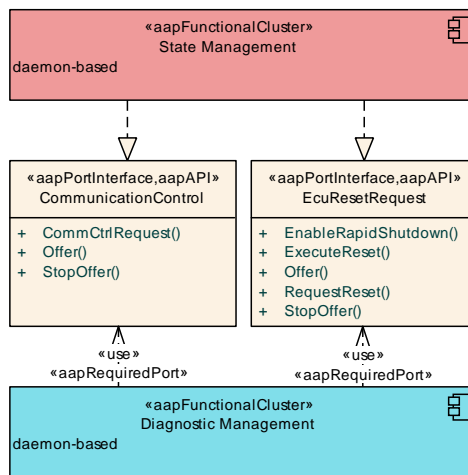 «aapFunctionalCluster»
State Management
daemon-based
«aapPortInterface,aapAPI»
CommunicationControl
+ CommCtrlRequest()
+ Offer()
+ StopOffer()
«aapPortInterface,aapAPI»
EcuResetRequest
+ EnableRapidShutdown()
+ ExecuteReset()
+ Offer()
+ RequestReset()
+ StopOffer()
«use»
«aapRequiredPort»
«use»
«aapRequiredPort»
«aapFunctionalCluster»
Diagnostic Management
daemon-based